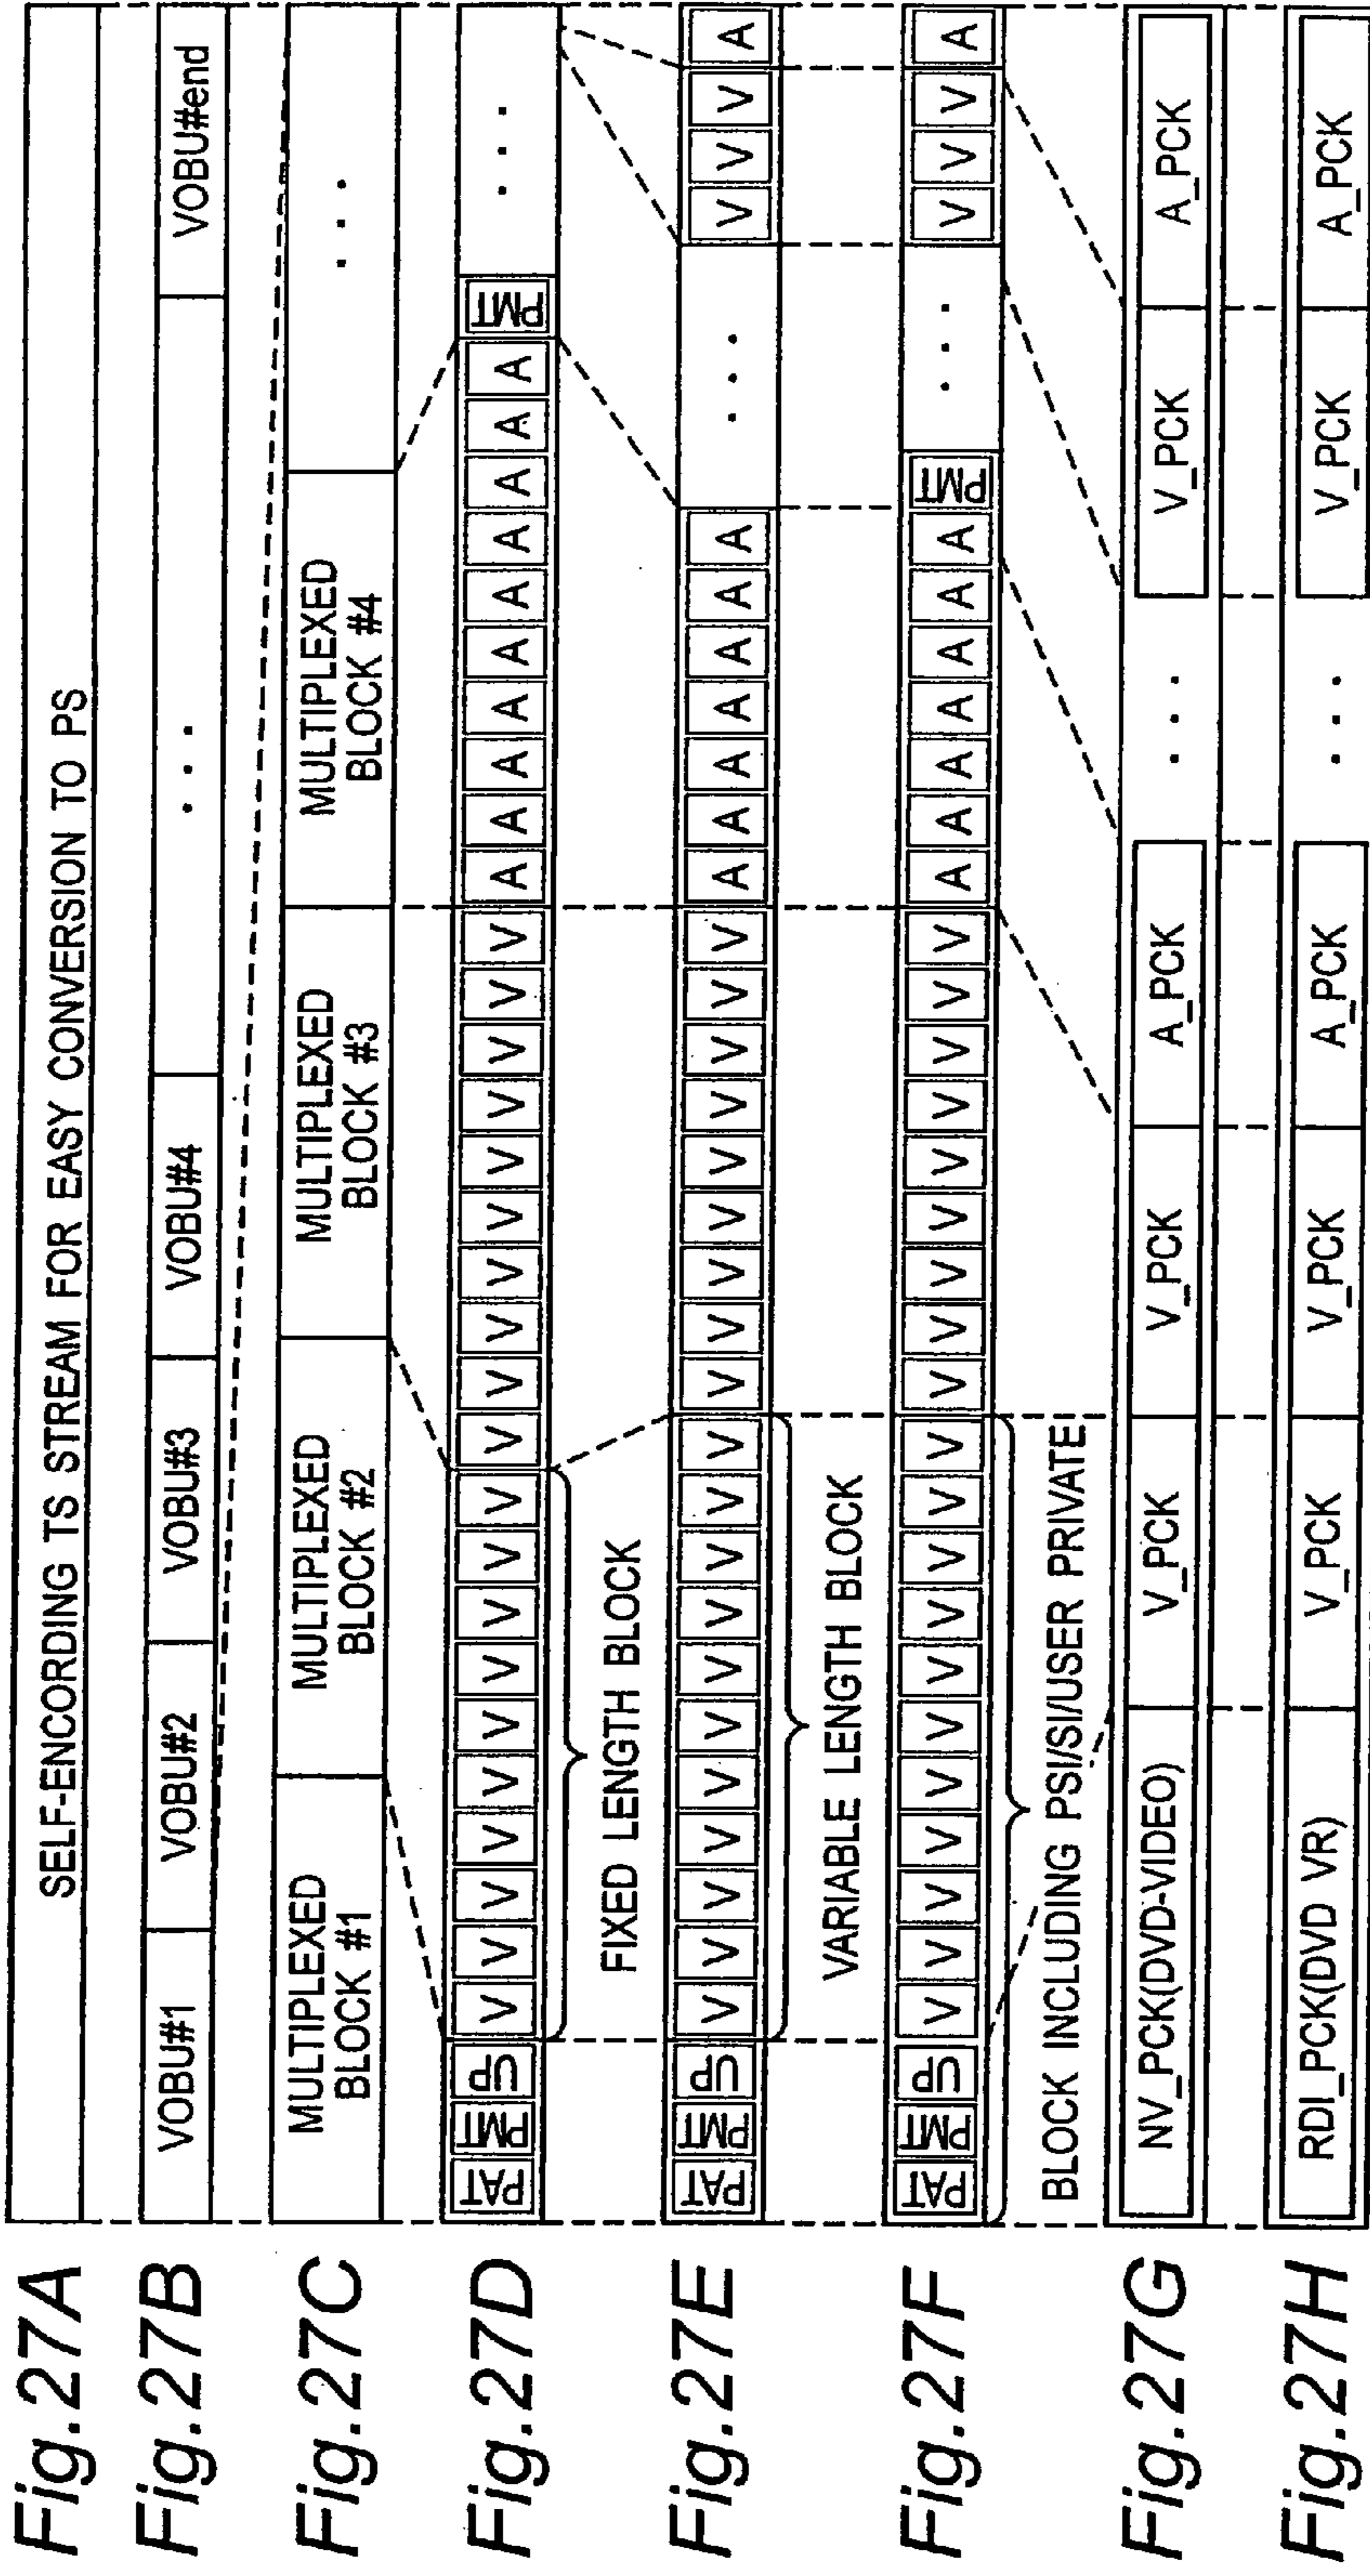 Fig.27A
SELF-ENCORDING TS STREAM FOR EASY CONVERSION TO PS
Fig.27B
VOBU#1 VOBU#2 VOBU#3 VOBU#4 . . . VOBU#end
Fig.27C
MULTIPLEXED
BLOCK #1
MULTIPLEXED
BLOCK #2
MULTIPLEXED
BLOCK #3
MULTIPLEXED
BLOCK #4
. . .
Fig.27D
PAT PMT UP V V V V V V V V V V V V V V V V V V V V A A A A A A A A A A PMT . . .
FIXED LENGTH BLOCK
Fig.27E
PAT PMT UP V V V V V V V V V V V V V V V V V V V V A A A A A A A . . . V V V A
VARIABLE LENGTH BLOCK
Fig.27F
PAT PMT UP V V V V V V V V V V V V V V V V V V V V A A A A A A A PMT . . . V V V A
BLOCK INCLUDING PSI/SI/USER PRIVATE
Fig.27G
NV_PCK(DVD-VIDEO) V_PCK V_PCK A_PCK . . . V_PCK A_PCK
Fig.27H
RDI_PCK(DVD VR) V_PCK V_PCK A_PCK . . . V_PCK A_PCK